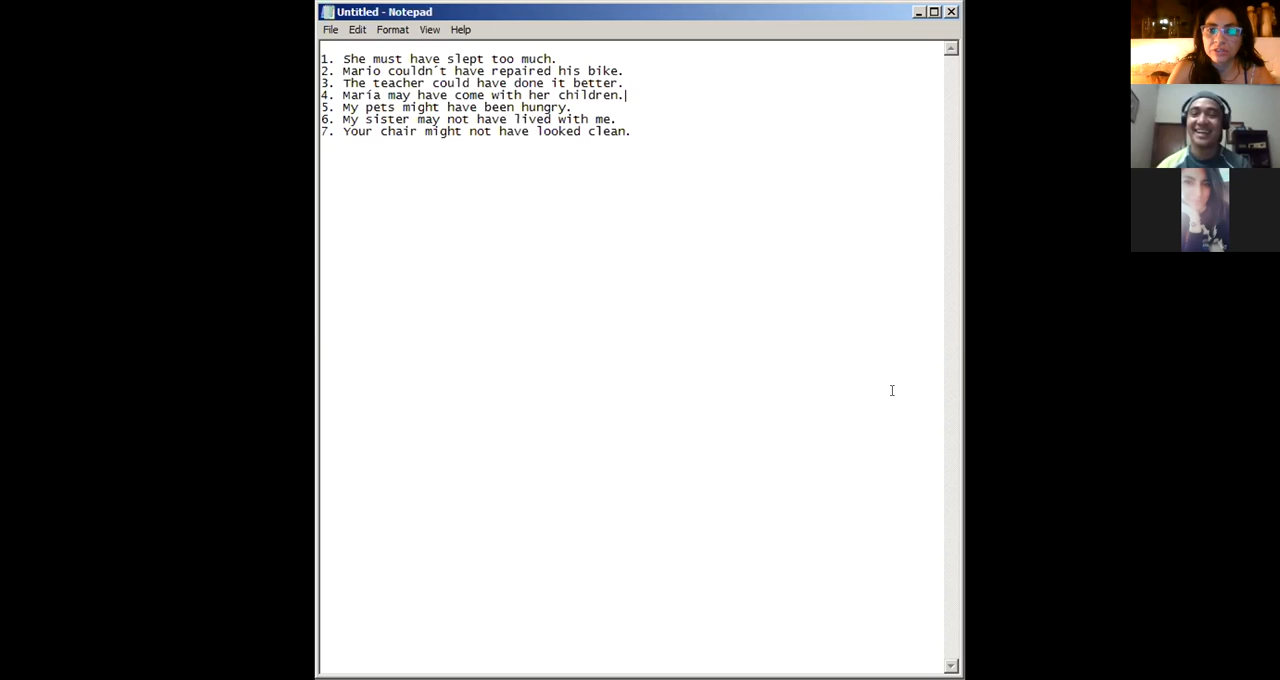 Untitled - Notepad
File Edit Format View Help
1. She must have slept too much.
2. Mario couldn´t have repaired his bike.
3. The teacher could have done it better.
4. María may have come with her children.
5. My pets might have been hungry.
6. My sister may not have lived with me.
7. Your chair might not have looked clean.